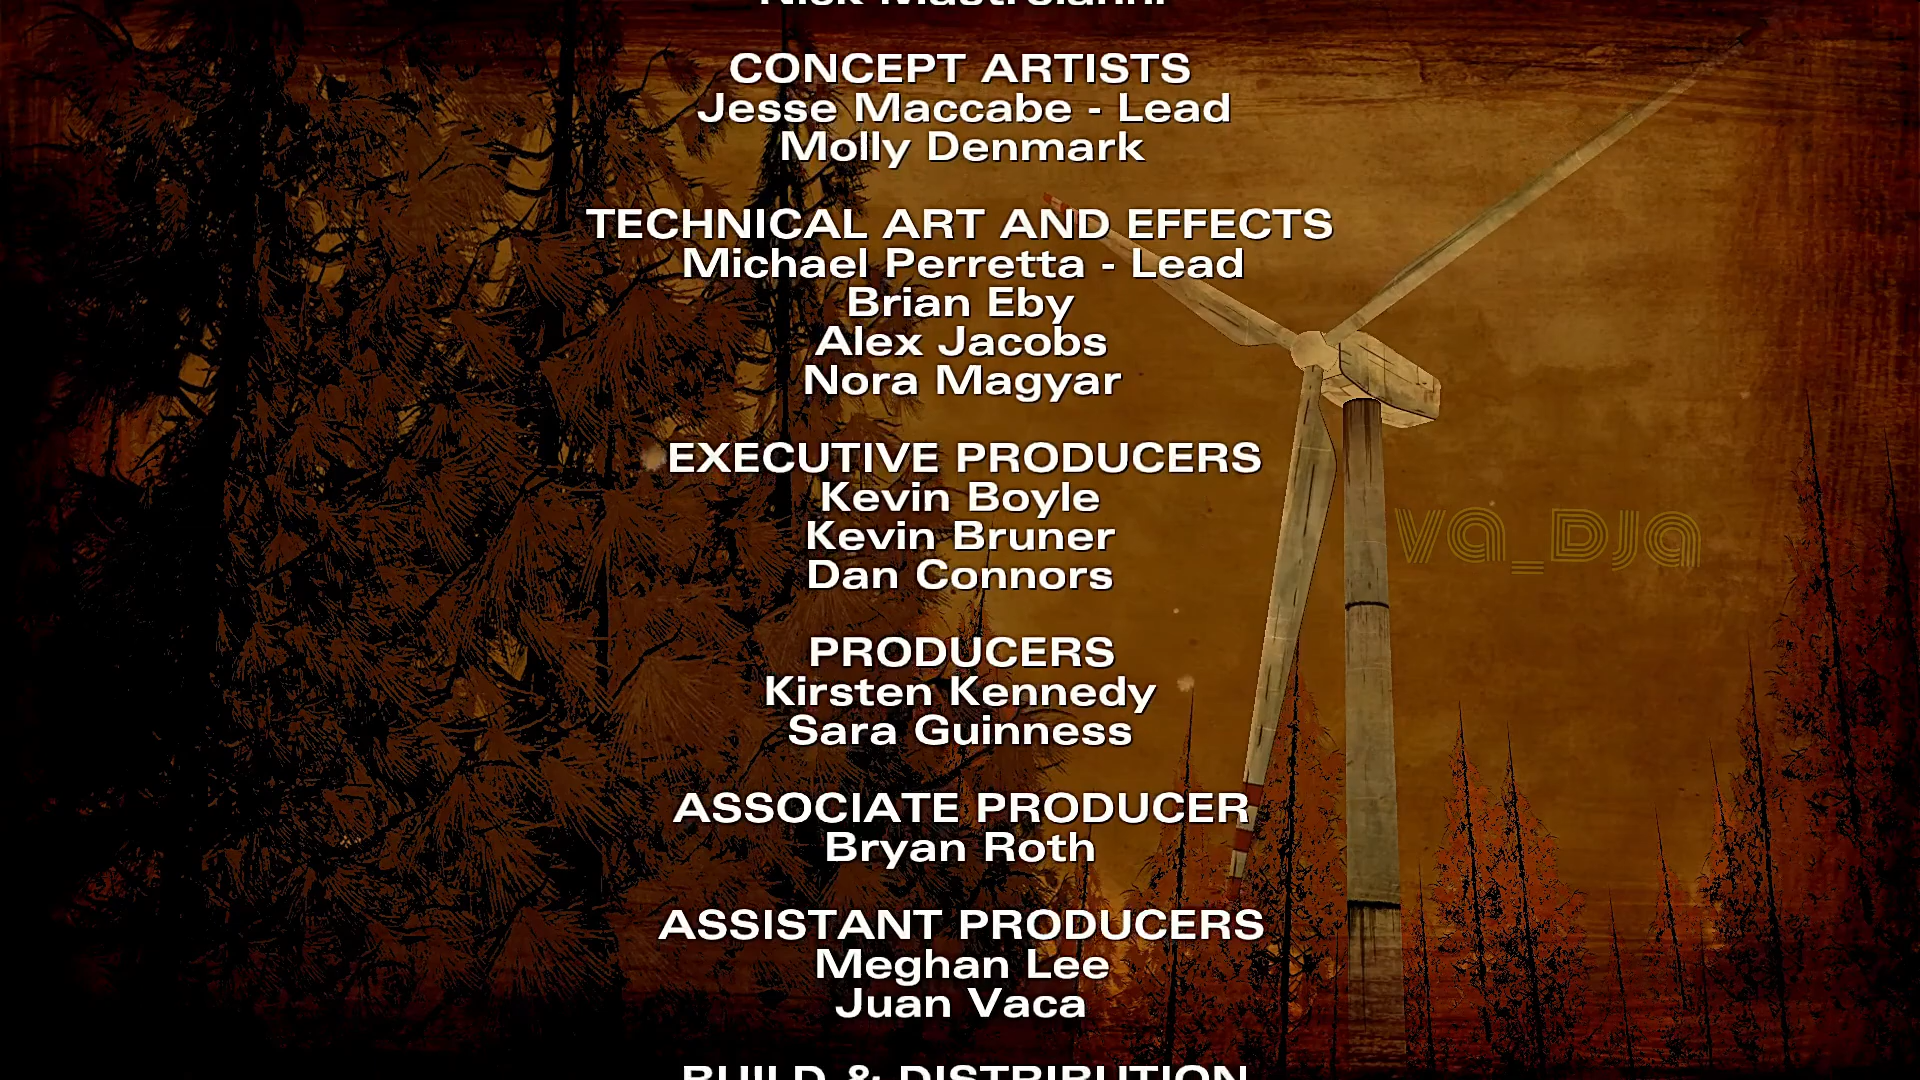 Nick Mastroianni
CONCEPT ARTISTS
Jesse Maccabe - Lead
Molly Denmark
TECHNICAL ART AND EFFECTS
Michael Perretta - Lead
Brian Eby
Alex Jacobs
Nora Magyar
EXECUTIVE PRODUCERS
Kevin Boyle
Kevin Bruner
Dan Connors
va_DJa
PRODUCERS
Kirsten Kennedy
Sara Guinness
ASSOCIATE PRODUCER
Bryan Roth
ASSISTANT PRODUCERS
Meghan Lee
Juan Vaca
BUILD & DISTRIBUTION